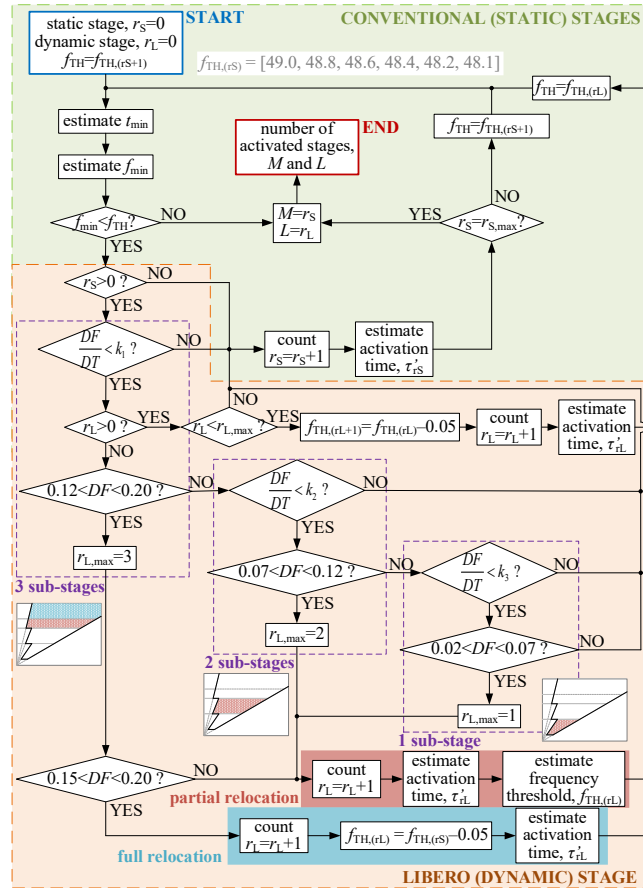 static stage, rS=0
dynamic stage, rL=0
fTH=fTH,(rS+1)
START
CONVENTIONAL (STATIC) STAGES
fTH,(rS) = [49.0, 48.8, 48.6, 48.4, 48.2, 48.1]
fTH=fTH,(rL)
estimate tmin
number of
activated stages,
M and L
END
fTH=fTH,(rS+1)
estimate fmin
NO
fmin<fTH?
NO
M=rS
L=rL
YES
rS=rS,max?
YES
rS>0 ?
NO
YES
DF
DT
<k1 ?
NO
count
rS=rS+1
estimate
activation
time, τ'rS
YES
NO
rL>0 ?
YES
rL<rL,max ?
YES
fTH,(rL+1)=fTH,(rL)–0.05
count
rL=rL+1
estimate
activation
time, τ'rL
NO
0.12<DF<0.20 ?
NO
DF
DT
<k2 ?
NO
YES
YES
rL,max=3
3 sub-stages
0.07<DF<0.12 ?
NO
DF
DT
<k3 ?
NO
YES
YES
rL,max=2
2 sub-stages
0.02<DF<0.07 ?
NO
YES
rL,max=1
1 sub-stage
0.15<DF<0.20 ?
NO
partial relocation
count
rL=rL+1
estimate
activation
time, τ'rL
estimate
frequency
threshold, fTH,(rL)
YES
full relocation
count
rL=rL+1
fTH,(rL) = fTH,(rS)–0.05
estimate
activation
time, τ'rL
LIBERO (DYNAMIC) STAGE